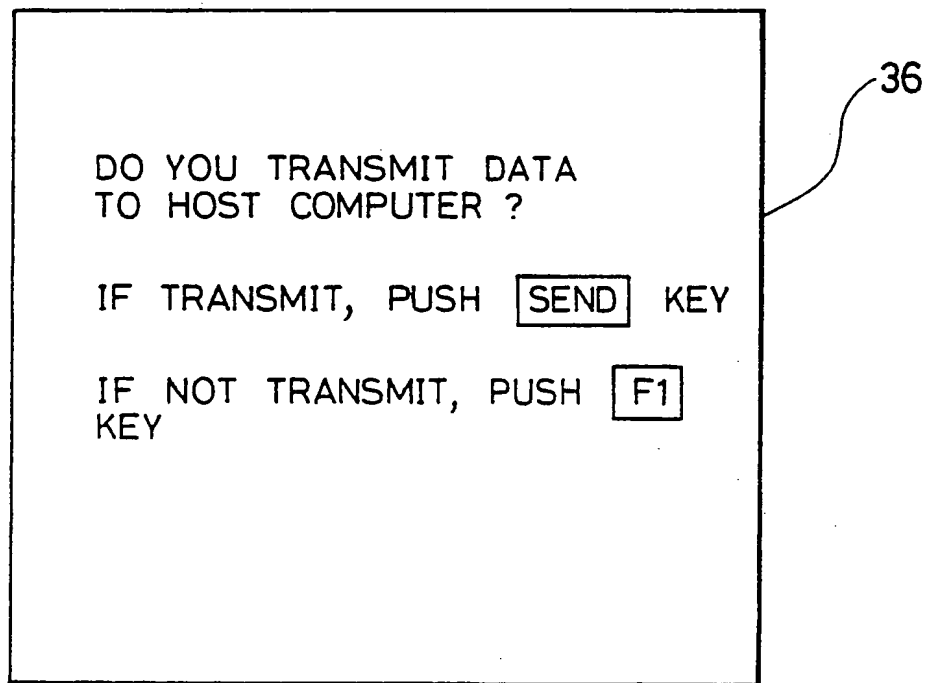 36
DO YOU TRANSMIT DATA
TO HOST COMPUTER ?
IF TRANSMIT, PUSH SEND KEY
IF NOT TRANSMIT, PUSH F1
KEY